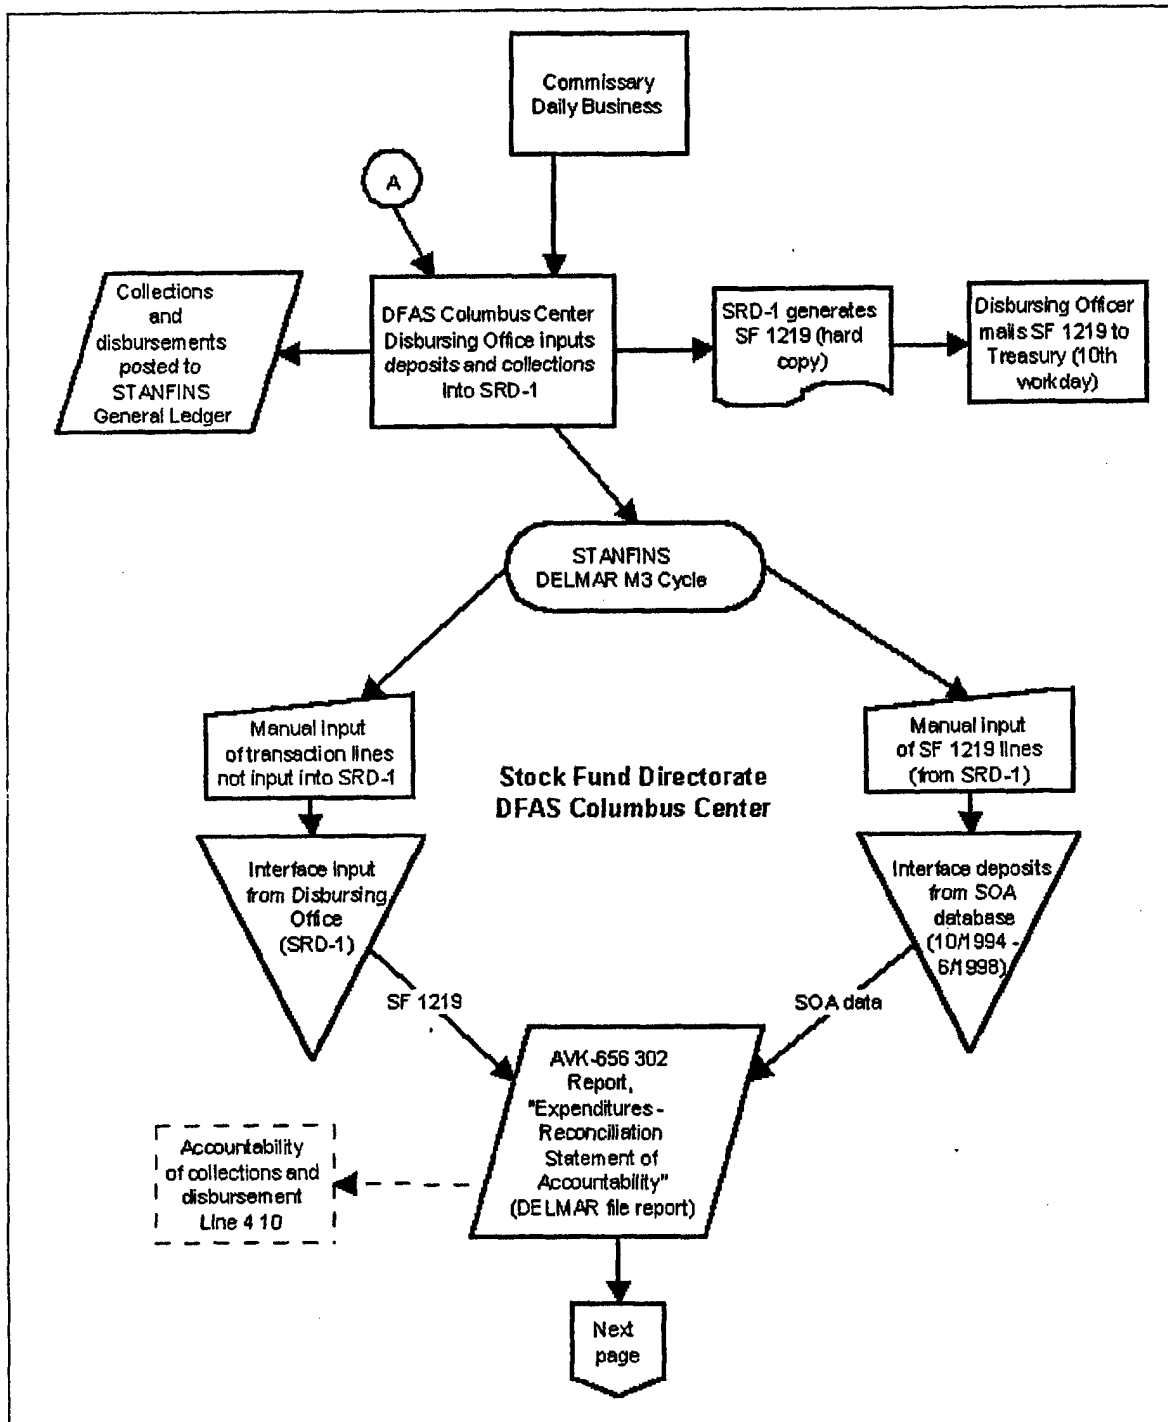 Commissary
Daily Business
A
Collections
and
disbursements
posted to
STANFINS
General Ledger
DFAS Columbus Center
Disbursing Office inputs
deposits and collections
into SRD-1
SRD-1 generates
SF 1219 (hard
copy)
Disbursing Officer
mails SF 1219 to
Treasury (10th
workday)
STANFINS
DELMAR M3 Cycle
Manual input
of transaction lines
not input into SRD-1
Manual input
of SF 1219 lines
(from SRD-1)
Stock Fund Directorate
DFAS Columbus Center
Interface input
from Disbursing
Office
(SRD-1)
Interface deposits
from SOA
database
(10/1994 -
6/1998)
SF 1219
SOA data
AVK-656 302
Report,
"Expenditures -
Reconciliation
Statement of
Accountability"
(DELMAR file report)
Accountability
of collections and
disbursement
Line 4 10
Next
page